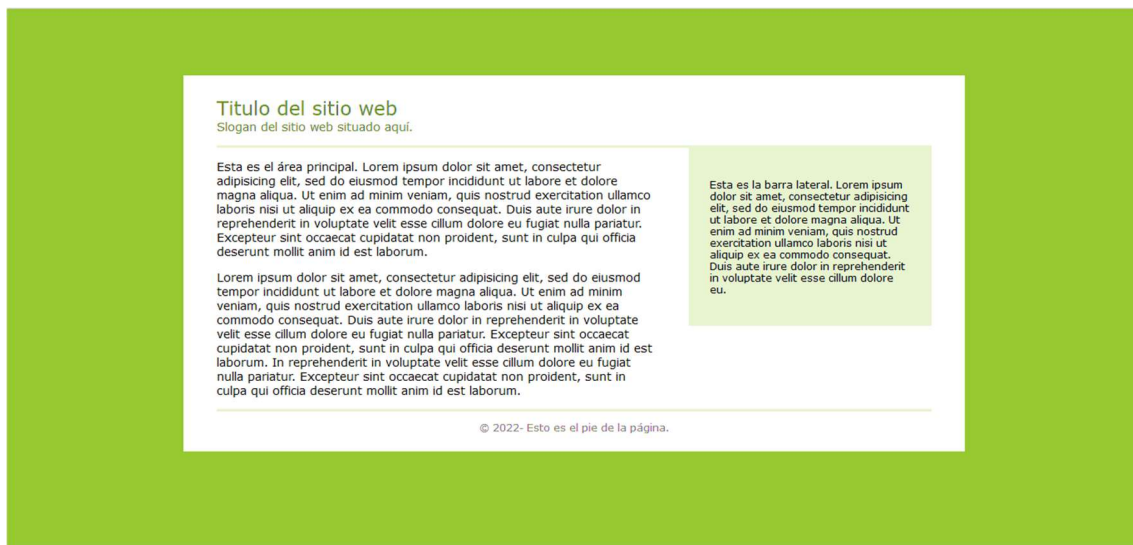 Titulo del sitio web
Slogan del sitio web situado aquí.
Esta es el área principal. Lorem ipsum dolor sit amet, consectetur
adipisicing elit, sed do eiusmod tempor incididunt ut labore et dolore
magna aliqua. Ut enim ad minim veniam, quis nostrud exercitation ullamco
laboris nisi ut aliquip ex ea commodo consequat. Duis aute irure dolor in
reprehenderit in voluptate velit esse cillum dolore eu fugiat nulla pariatur.
Excepteur sint occaecat cupidatat non proident, sunt in culpa qui officia
deserunt mollit anim id est laborum.
Lorem ipsum dolor sit amet, consectetur adipisicing elit, sed do eiusmod
tempor incididunt ut labore et dolore magna aliqua. Ut enim ad minim
veniam, quis nostrud exercitation ullamco laboris nisi ut aliquip ex ea
commodo consequat. Duis aute irure dolor in reprehenderit in voluptate
velit esse cillum dolore eu fugiat nulla pariatur. Excepteur sint occaecat
cupidatat non proident, sunt in culpa qui officia deserunt mollit anim id est
laborum. In reprehenderit in voluptate velit esse cillum dolore eu fugiat
nulla pariatur. Excepteur sint occaecat cupidatat non proident, sunt in
culpa qui officia deserunt mollit anim id est laborum.
Esta es la barra lateral. Lorem ipsum
dolor sit amet, consectetur adipisicing
elit, sed do eiusmod tempor incididunt
ut labore et dolore magna aliqua. Ut
enim ad minim veniam, quis nostrud
exercitation ullamco laboris nisi ut
aliquip ex ea commodo consequat.
Duis aute irure dolor in reprehenderit
in voluptate velit esse cillum dolore
eu.
© 2022- Esto es el pie de la página.